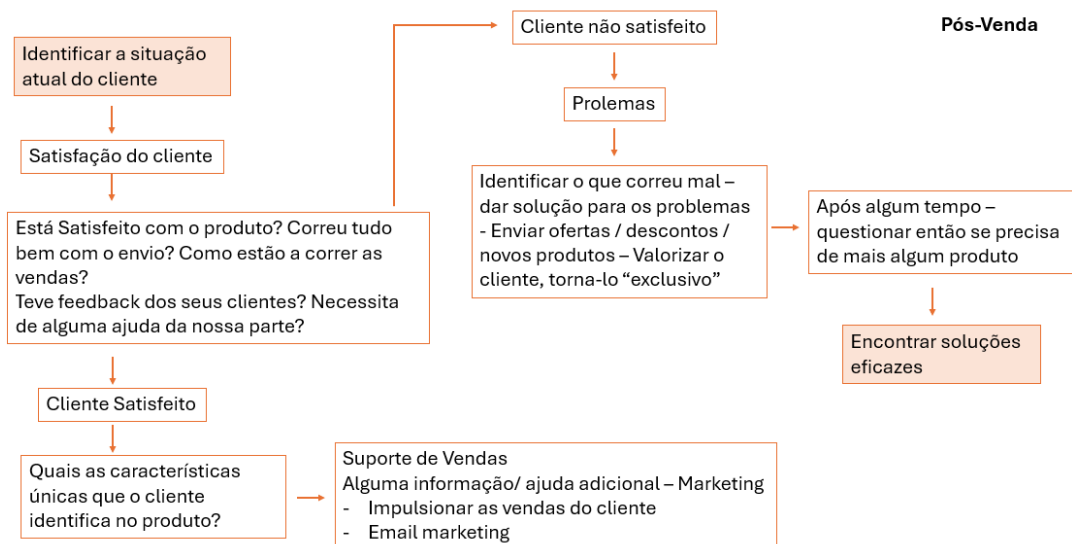 Pós-Venda
Identificar a situação
atual do cliente
Satisfação do cliente
Está Satisfeito com o produto? Correu tudo
bem com o envio? Como estão a correr as
vendas?
Teve feedback dos seus clientes? Necessita
de alguma ajuda da nossa parte?
Cliente não satisfeito
Prolemas
Identificar o que correu mal –
dar solução para os problemas
- Enviar ofertas / descontos /
novos produtos – Valorizar o
cliente, torna-lo “exclusivo”
Após algum tempo –
questionar então se precisa
de mais algum produto
Encontrar soluções
eficazes
Cliente Satisfeito
Quais as características
únicas que o cliente
identifica no produto?
Suporte de Vendas
Alguma informação/ ajuda adicional – Marketing
- Impulsionar as vendas do cliente
- Email marketing